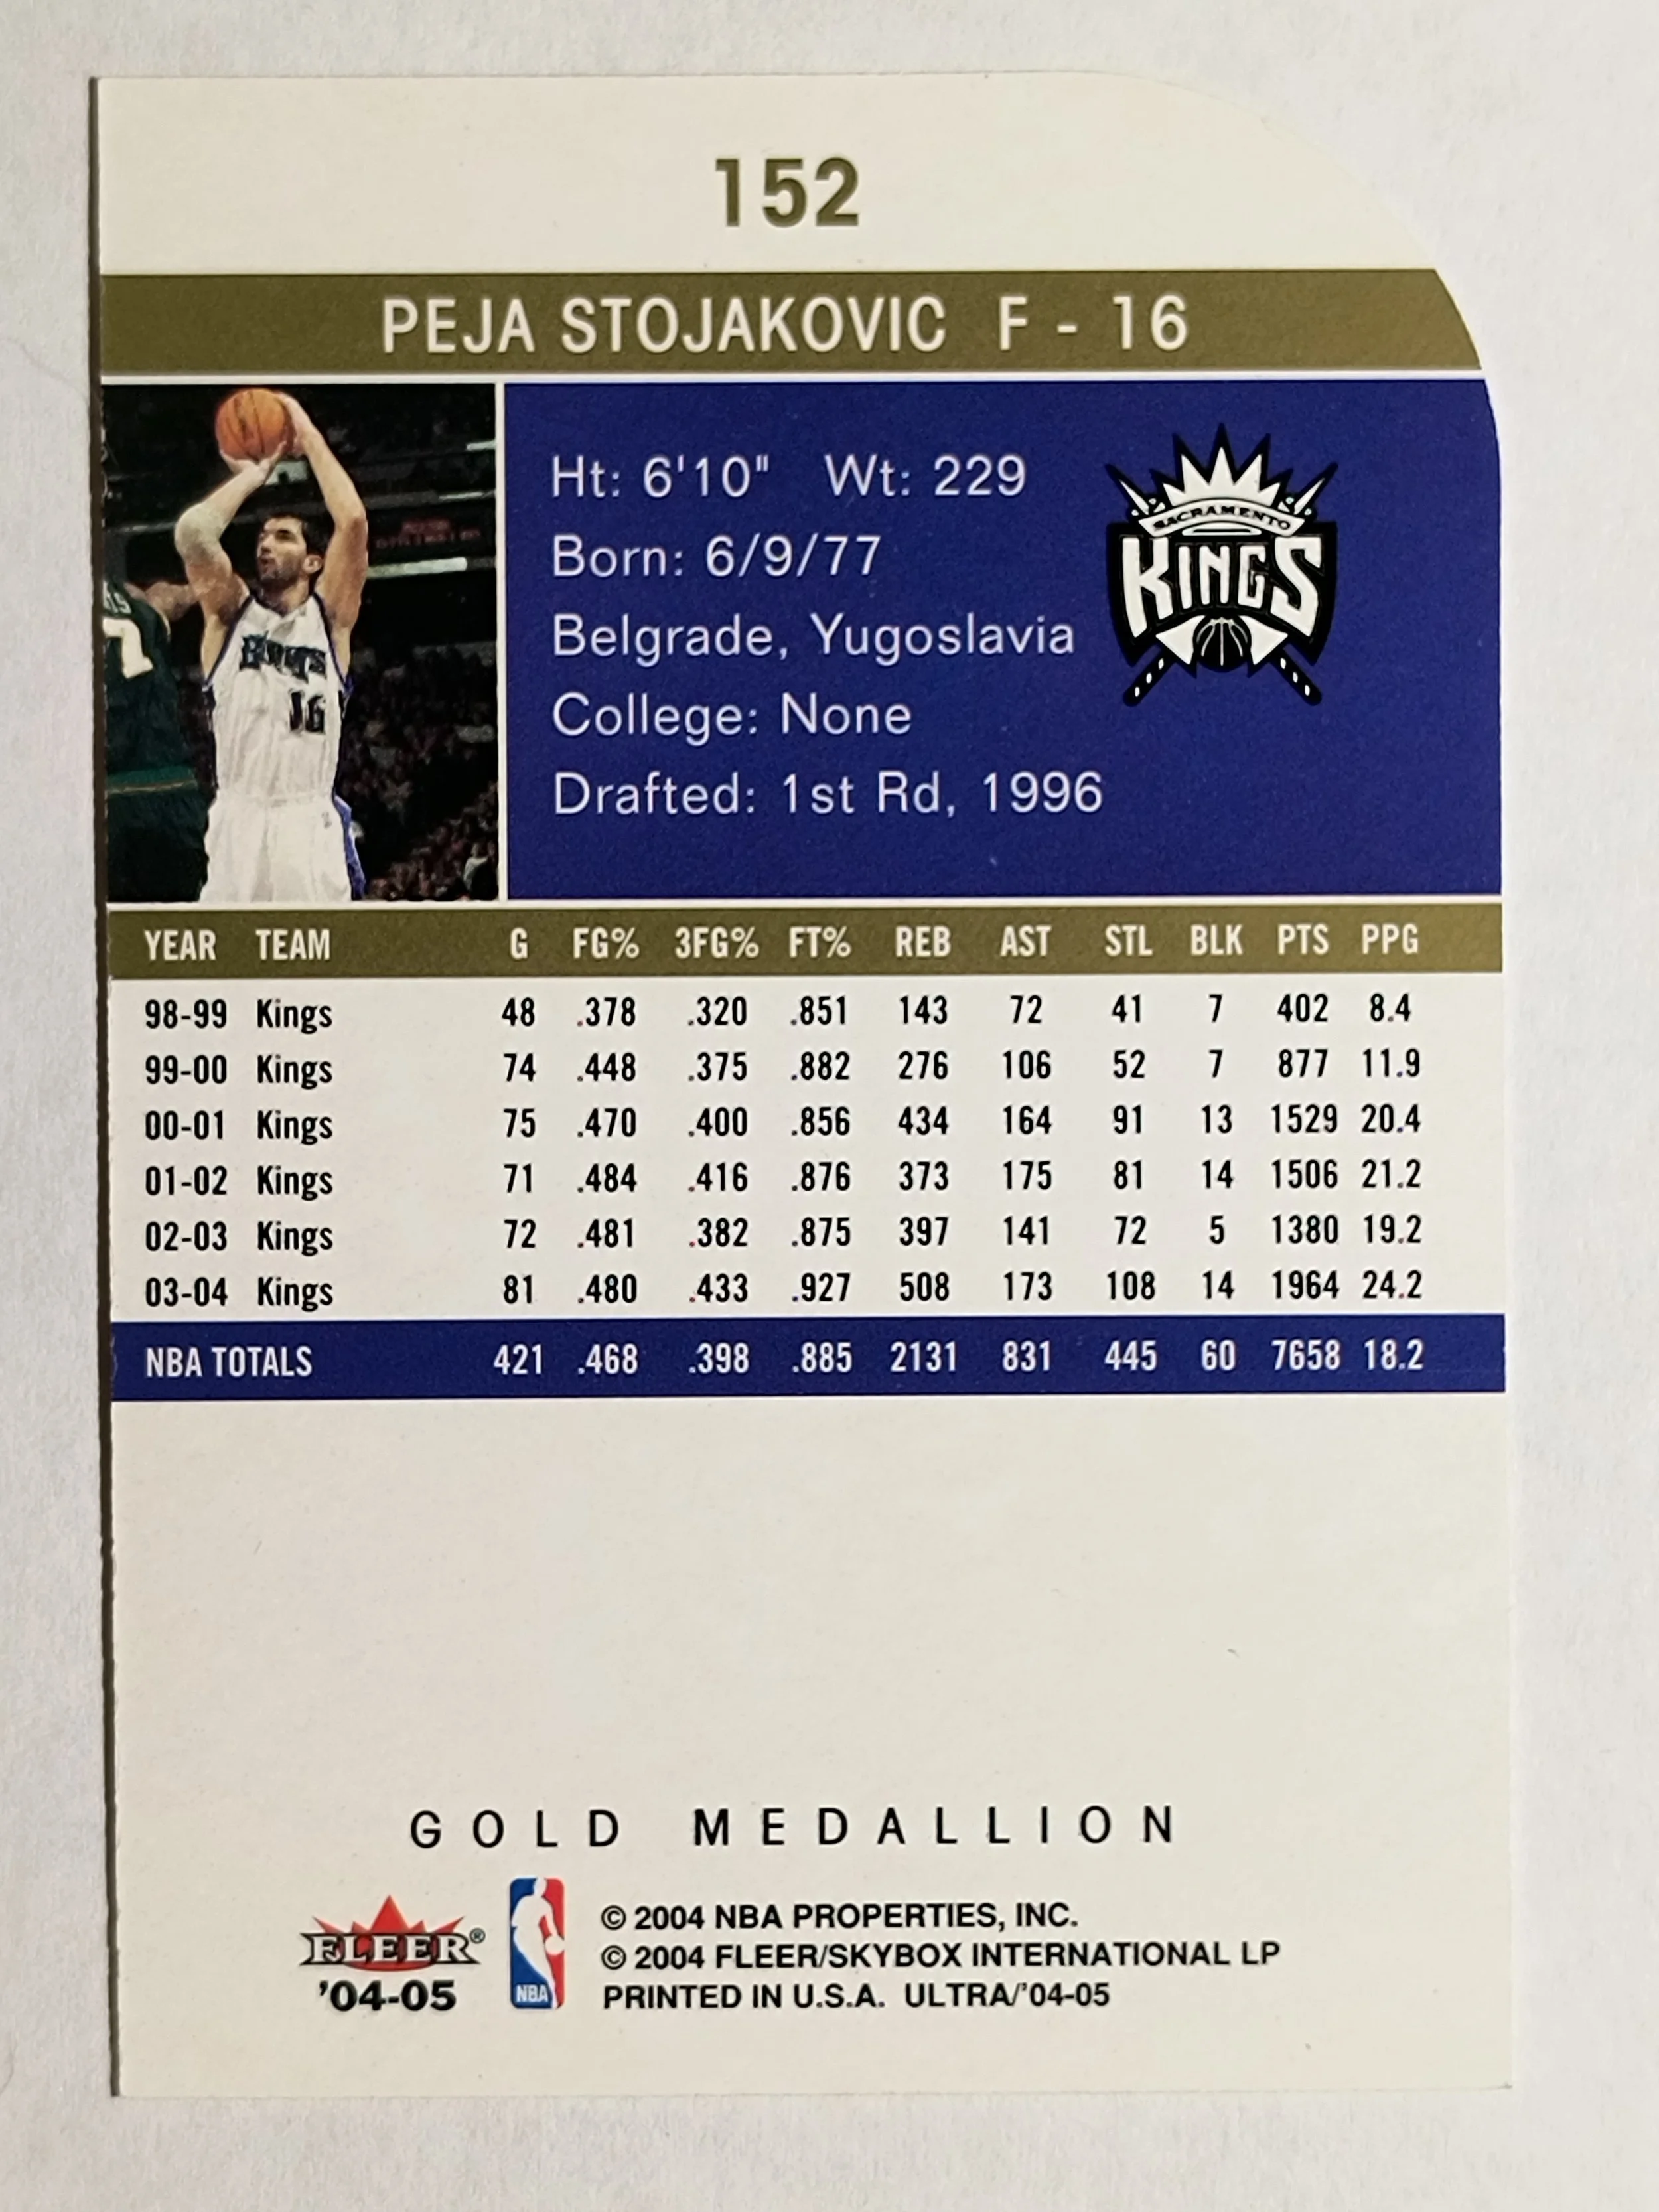 152
PEJA STOJAKOVIC F - 16
Ht: 6'10" Wt: 229
Born: 6/9/77
Belgrade, Yugoslavia
College: None
Drafted: 1st Rd, 1996
SACRAMENTO
KINGS
16
7
YEAR TEAM G FG% 3FG% FT% REB AST STL BLK PTS PPG
98-99 Kings 48 .378 .320 .851 143 72 41 7 402 8.4
99-00 Kings 74 .448 .375 .882 276 106 52 7 877 11.9
00-01 Kings 75 .470 .400 .856 434 164 91 13 1529 20.4
01-02 Kings 71 .484 .416 .876 373 175 81 14 1506 21.2
02-03 Kings 72 .481 .382 .875 397 141 72 5 1380 19.2
03-04 Kings 81 .480 .433 .927 508 173 108 14 1964 24.2
NBA TOTALS 421 .468 .398 .885 2131 831 445 60 7658 18.2
GOLD MEDALLION
FLEER®
'04-05
NBA
© 2004 NBA PROPERTIES, INC.
© 2004 FLEER/SKYBOX INTERNATIONAL LP
PRINTED IN U.S.A. ULTRA/'04-05